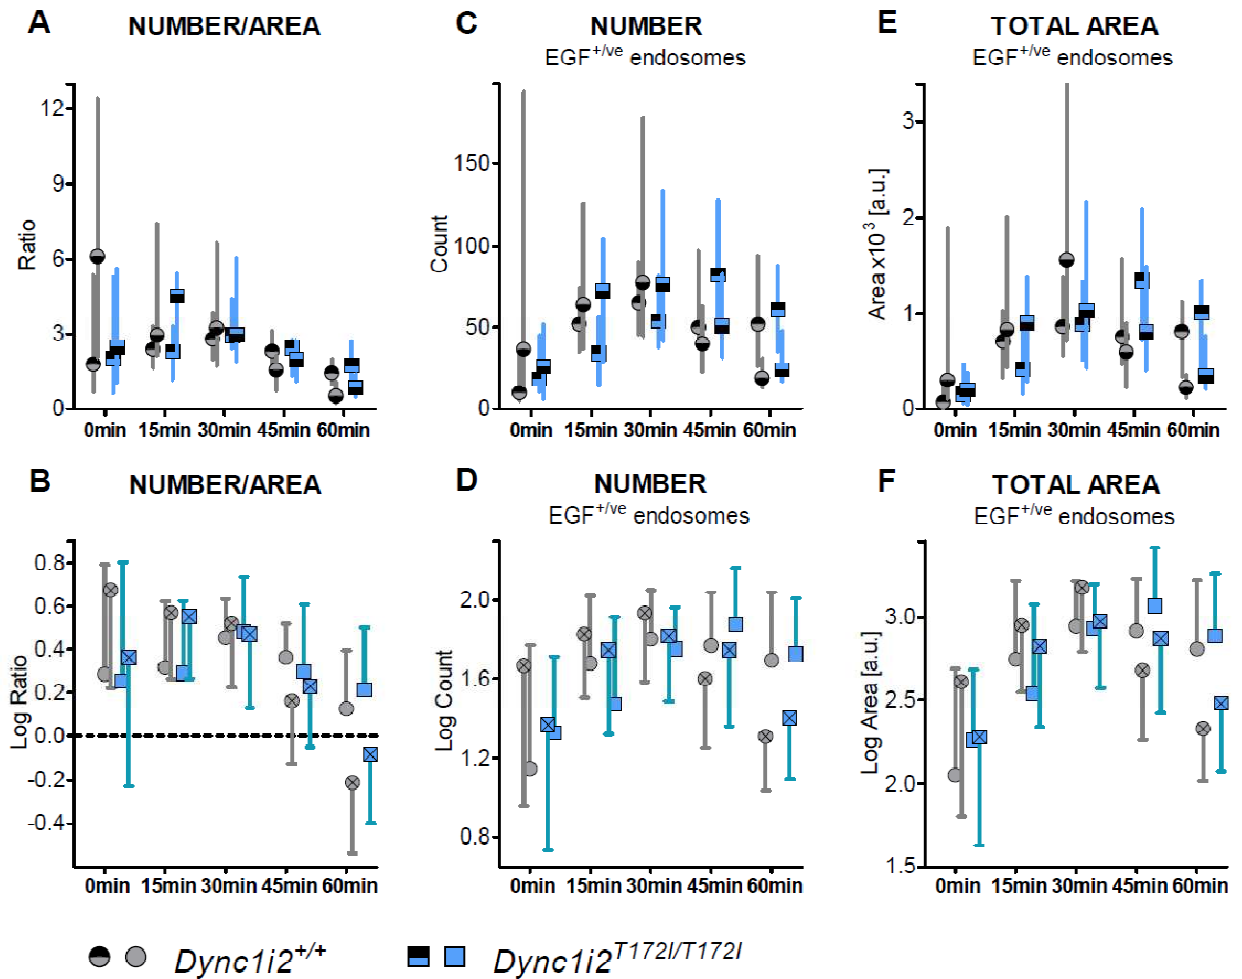 A NUMBER/AREA
Ratio
12
9
6
3
0
0min 15min 30min 45min 60min
C NUMBER
EGF+/ve endosomes
Count
150
100
50
0
0min 15min 30min 45min 60min
E TOTAL AREA
EGF+/ve endosomes
Area x10³ [a.u.]
3
2
1
0
0min 15min 30min 45min 60min
B NUMBER/AREA
Log Ratio
0.8
0.6
0.4
0.2
0.0
-0.2
-0.4
0min 15min 30min 45min 60min
D NUMBER
EGF+/ve endosomes
Log Count
2.0
1.6
1.2
0.8
0min 15min 30min 45min 60min
F TOTAL AREA
EGF+/ve endosomes
Log Area [a.u.]
3.0
2.5
2.0
1.5
0min 15min 30min 45min 60min
Dync1i2+/+ Dync1i2T172I/T172I